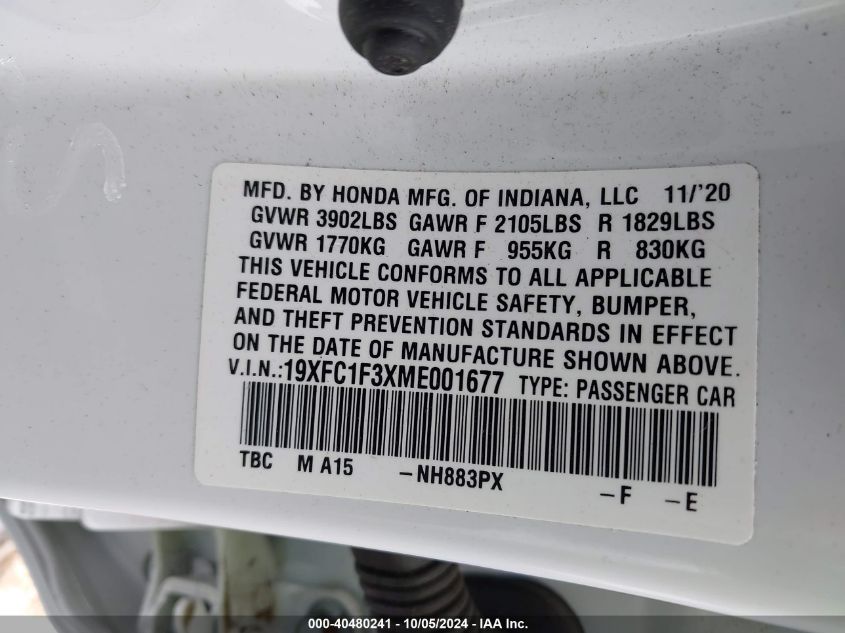 MFD. BY HONDA MFG. OF INDIANA, LLC 11/'20
GVWR 3902LBS GAWR F 2105LBS R 1829LBS
GVWR 1770KG GAWR F 955KG R 830KG
THIS VEHICLE CONFORMS TO ALL APPLICABLE
FEDERAL MOTOR VEHICLE SAFETY, BUMPER,
AND THEFT PREVENTION STANDARDS IN EFFECT
ON THE DATE OF MANUFACTURE SHOWN ABOVE.
V.I.N.:19XFC1F3XME001677 TYPE: PASSENGER CAR
TBC M A15 -NH883PX -F -E
000-40480241 - 10/05/2024 - IAA Inc.